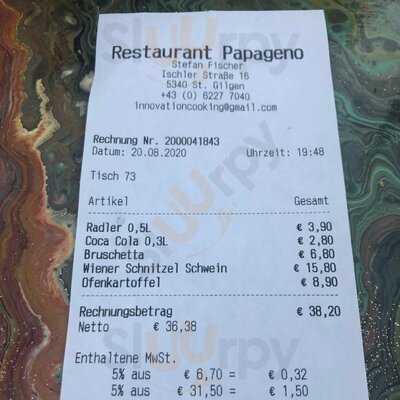 Restaurant Papageno
Stefan Fischer
Ischler Straße 16
5340 St. Gilgen
+43 (0) 6227 7040
innovationcooking@gmail.com
Rechnung Nr. 2000041843
Datum: 20.08.2020 Uhrzeit: 19:48
Tisch 73
Artikel Gesamt
Radler 0,5L € 3,90
Coca Cola 0,3L € 2,80
Bruschetta € 6,80
Wiener Schnitzel Schwein € 15,80
Ofenkartoffel € 8,90
Rechnungsbetrag € 38,20
Netto € 36,38
Enthaltene MwSt.
5% aus € 6,70 = € 0,32
5% aus € 31,50 = € 1,50
Sluurpy
Sluurpy
Sluurpy